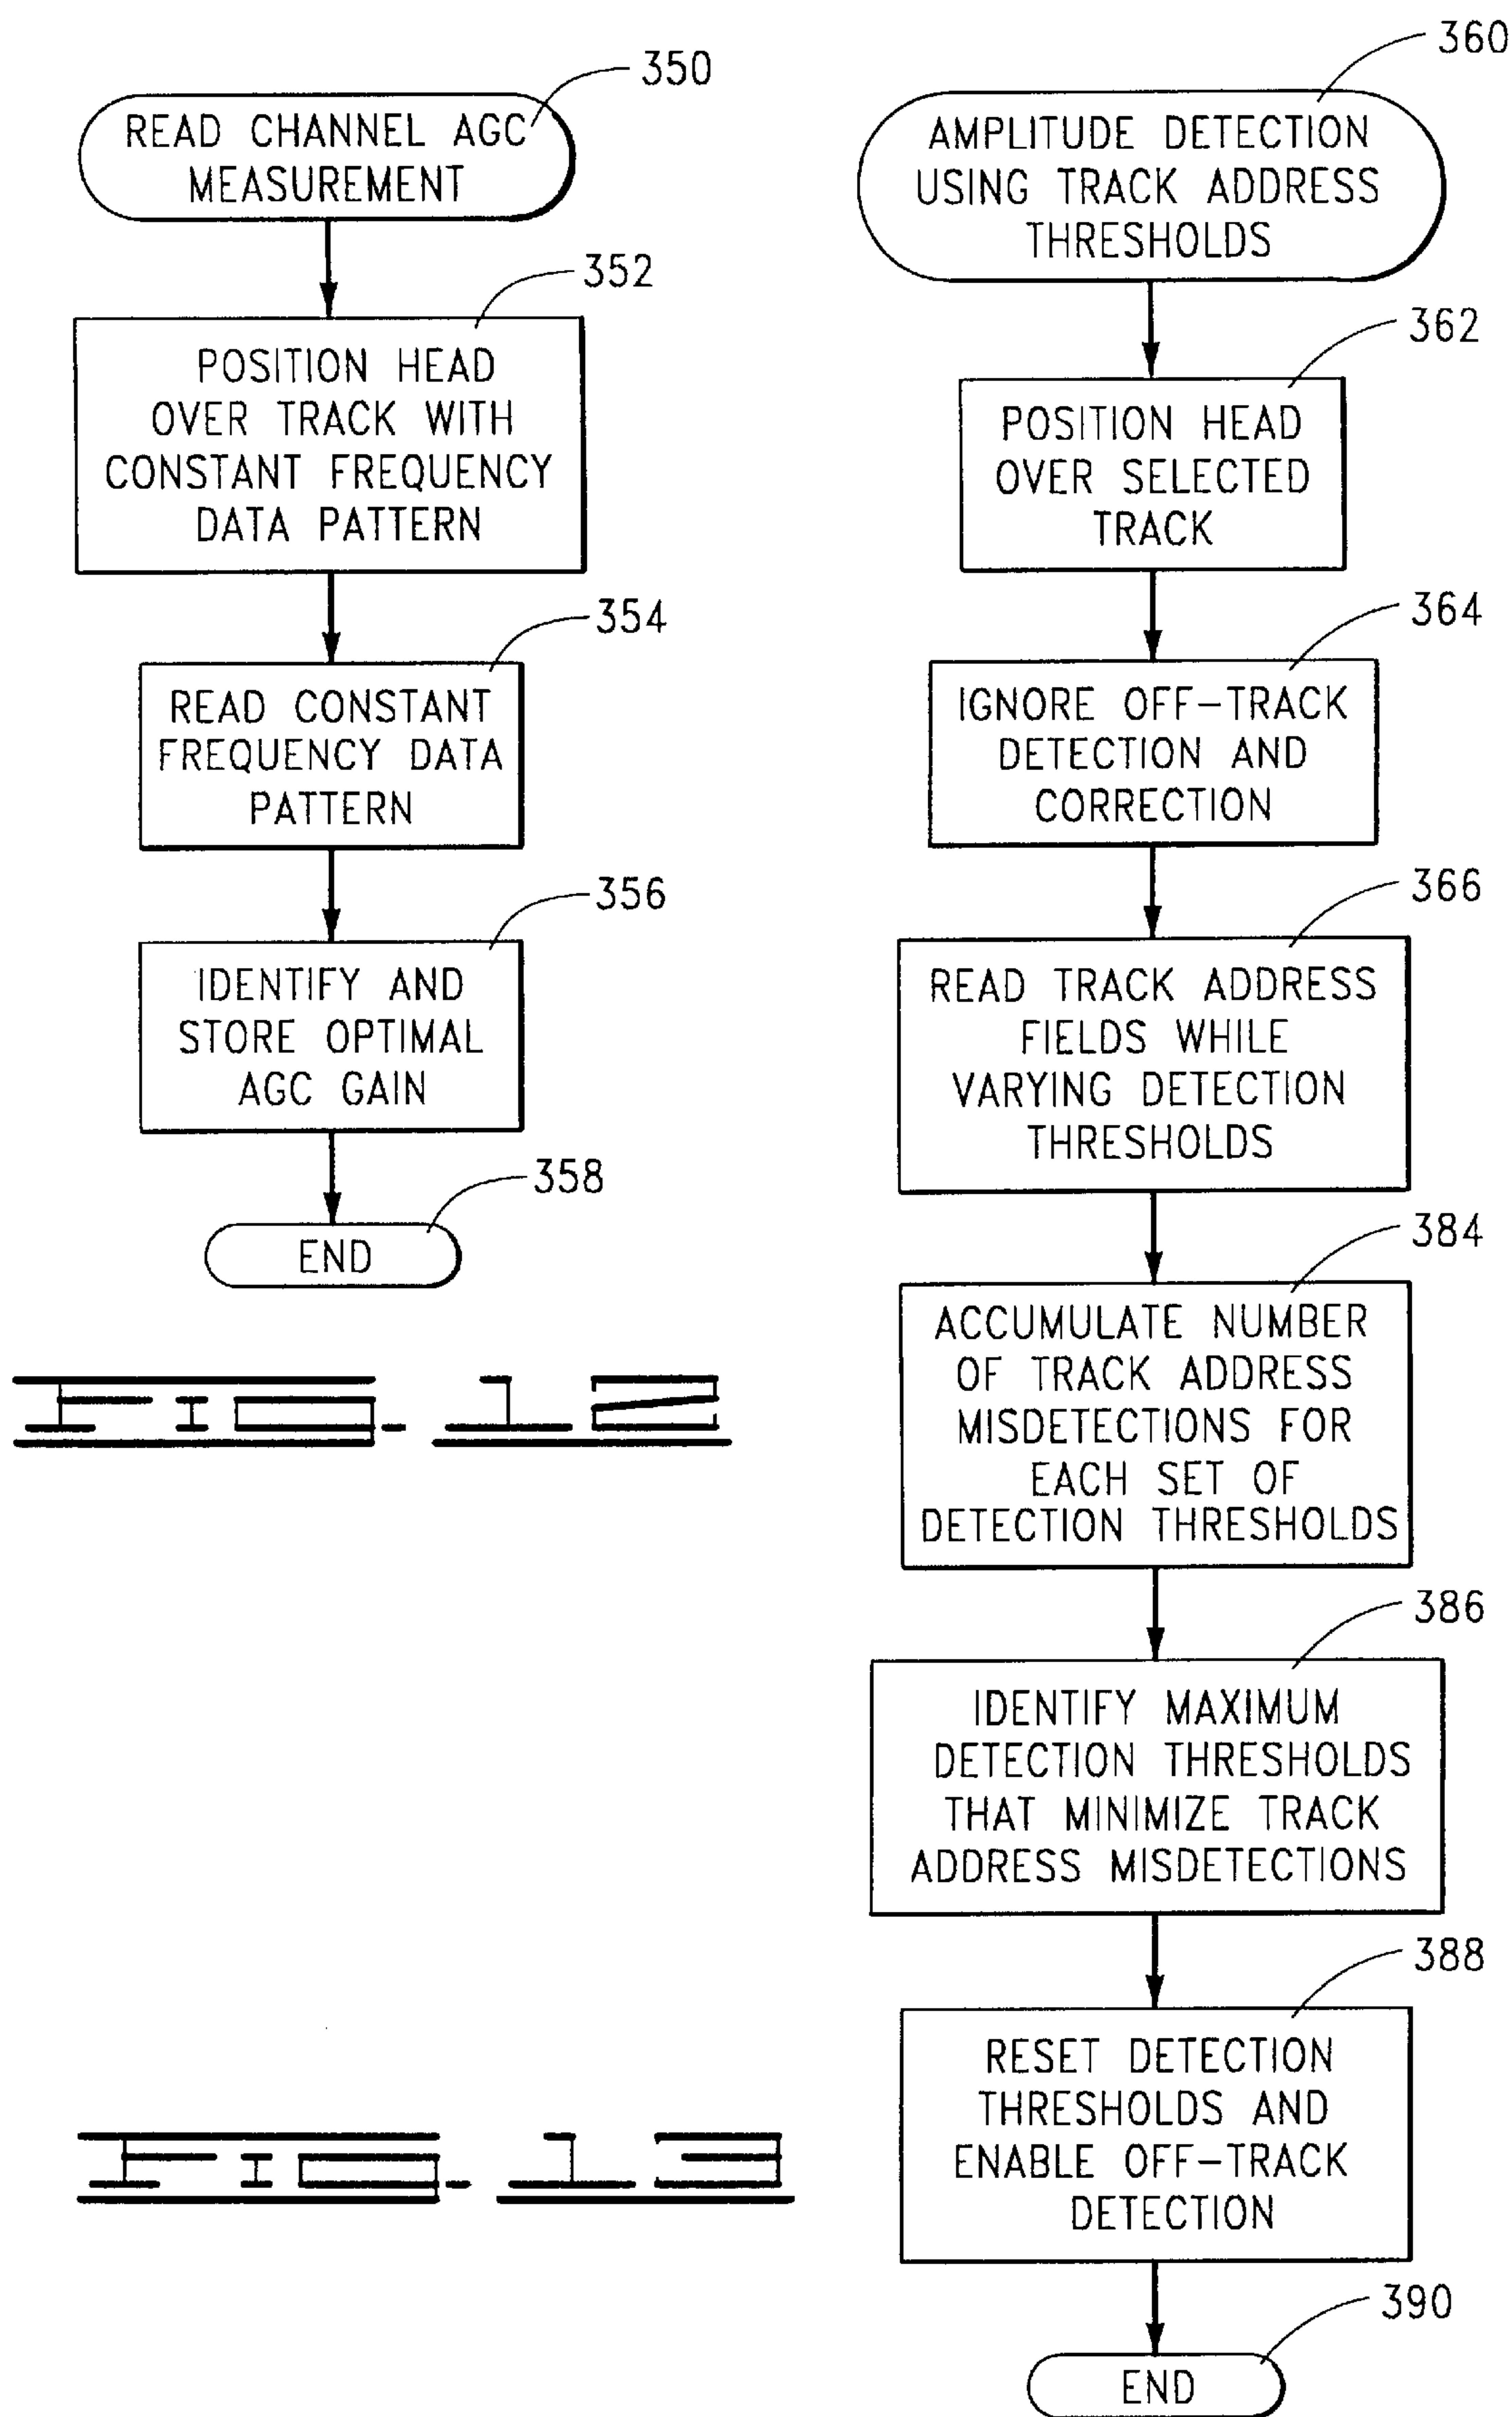 350
READ CHANNEL AGC
MEASUREMENT
352
POSITION HEAD
OVER TRACK WITH
CONSTANT FREQUENCY
DATA PATTERN
354
READ CONSTANT
FREQUENCY DATA
PATTERN
356
IDENTIFY AND
STORE OPTIMAL
AGC GAIN
358
END
FIG. 12
360
AMPLITUDE DETECTION
USING TRACK ADDRESS
THRESHOLDS
362
POSITION HEAD
OVER SELECTED
TRACK
364
IGNORE OFF-TRACK
DETECTION AND
CORRECTION
366
READ TRACK ADDRESS
FIELDS WHILE
VARYING DETECTION
THRESHOLDS
384
ACCUMULATE NUMBER
OF TRACK ADDRESS
MISDETECTIONS FOR
EACH SET OF
DETECTION THRESHOLDS
386
IDENTIFY MAXIMUM
DETECTION THRESHOLDS
THAT MINIMIZE TRACK
ADDRESS MISDETECTIONS
388
RESET DETECTION
THRESHOLDS AND
ENABLE OFF-TRACK
DETECTION
390
END
FIG. 13